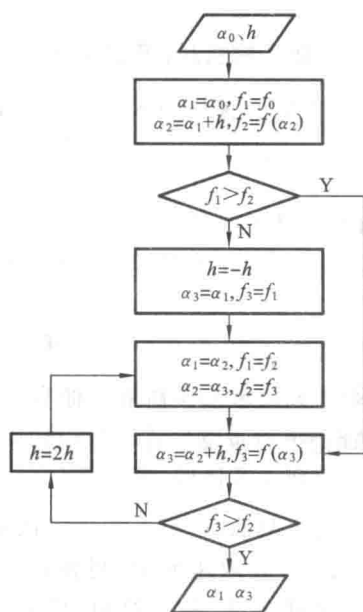 α₀、h
α₁=α₀,f₁=f₀
α₂=α₁+h,f₂=f(α₂)
f₁>f₂
Y
N
h=-h
α₃=α₁,f₃=f₁
α₁=α₂,f₁=f₂
α₂=α₃,f₂=f₃
h=2h
α₃=α₂+h,f₃=f(α₃)
N
f₃>f₂
Y
α₁ α₃